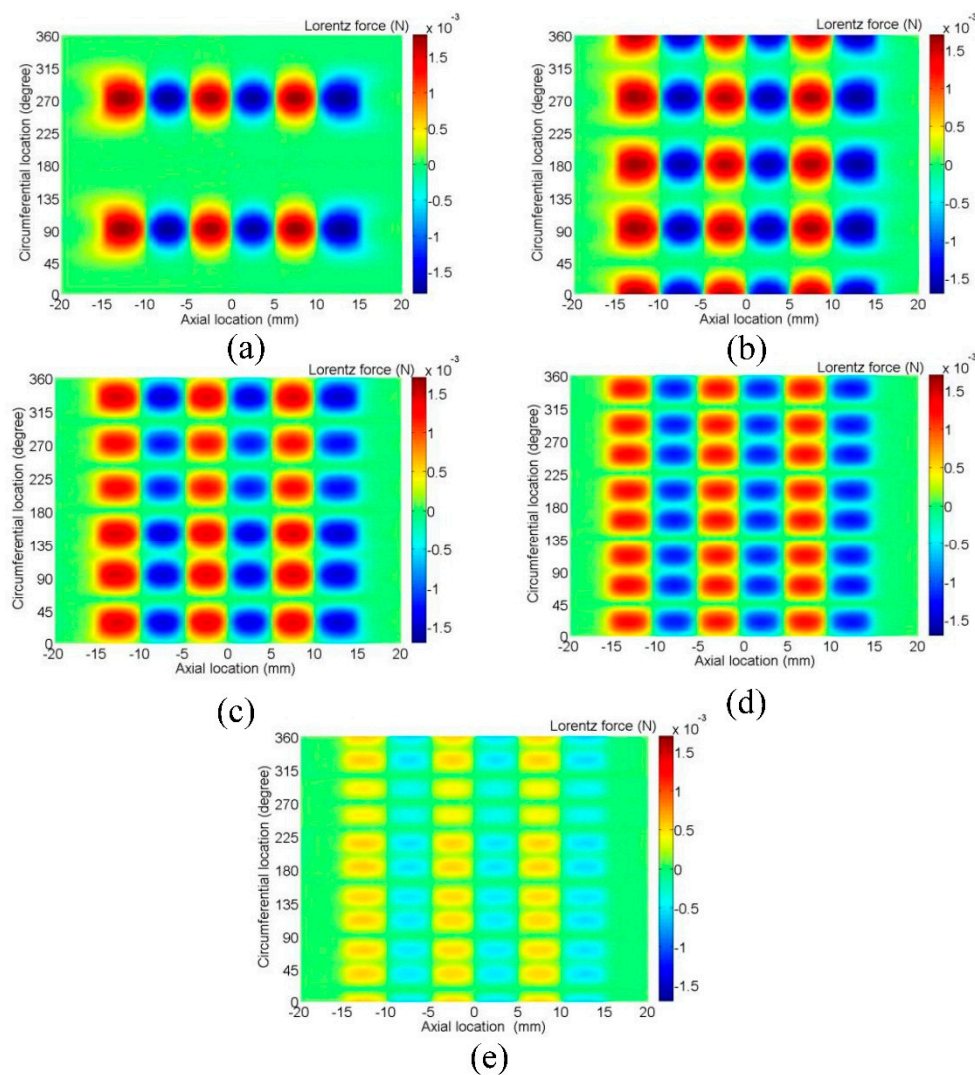 Lorentz force (N)
x 10⁻³
360
315
270
225
180
135
90
45
0
-20 -15 -10 -5 0 5 10 15 20
1.5
1
0.5
0
-0.5
-1
-1.5
Circumferential location (degree)
Axial location (mm)
(a)
Lorentz force (N)
x 10⁻³
360
315
270
225
180
135
90
45
0
-20 -15 -10 -5 0 5 10 15 20
1.5
1
0.5
0
-0.5
-1
-1.5
Circumferential location (degree)
Axial location (mm)
(b)
Lorentz force (N)
x 10⁻³
360
315
270
225
180
135
90
45
0
-20 -15 -10 -5 0 5 10 15 20
1.5
1
0.5
0
-0.5
-1
-1.5
Circumferential location (degree)
Axial location (mm)
(c)
Lorentz force (N)
x 10⁻³
360
315
270
225
180
135
90
45
0
-20 -15 -10 -5 0 5 10 15 20
1.5
1
0.5
0
-0.5
-1
-1.5
Circumferential location (degree)
Axial location (mm)
(d)
Lorentz force (N)
x 10⁻³
360
315
270
225
180
135
90
45
0
-20 -15 -10 -5 0 5 10 15 20
1.5
1
0.5
0
-0.5
-1
-1.5
Circumferential location (degree)
Axial location (mm)
(e)